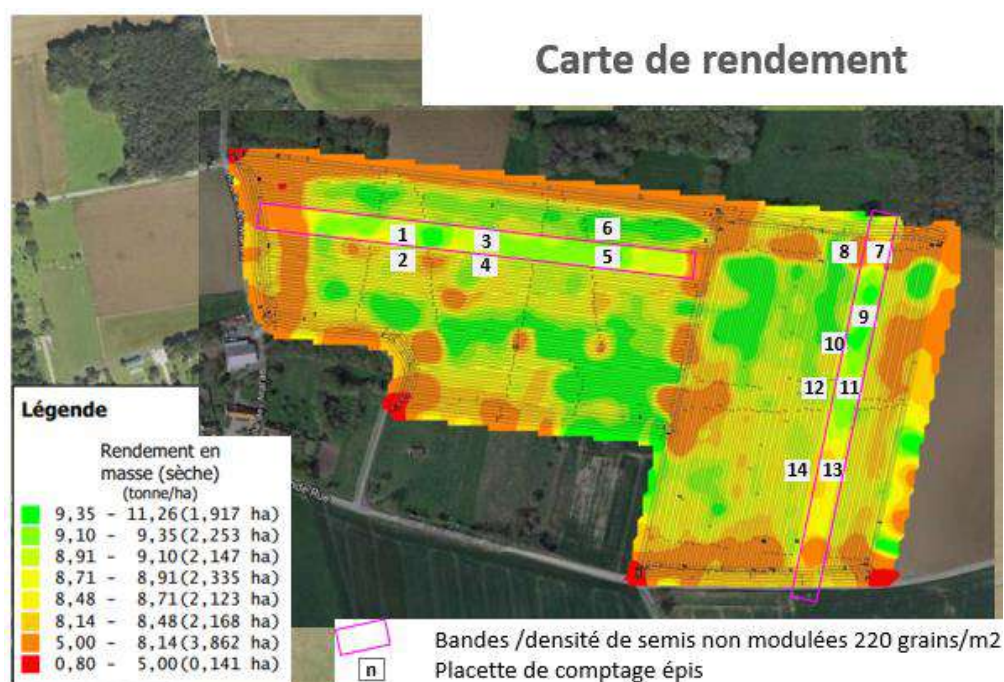 Carte de rendement
6
1
3
2
4
5
8
7
9
10
12
11
14
13
Légende
Rendement en
masse (sèche)
(tonne/ha)
9,35 - 11,26(1,917 ha)
9,10 - 9,35(2,253 ha)
8,91 - 9,10(2,147 ha)
8,71 - 8,91(2,335 ha)
8,48 - 8,71(2,123 ha)
8,14 - 8,48(2,168 ha)
5,00 - 8,14(3,862 ha)
0,80 - 5,00(0,141 ha)
Rue
Bandes /densité de semis non modulées 220 grains/m2
n Placette de comptage épis